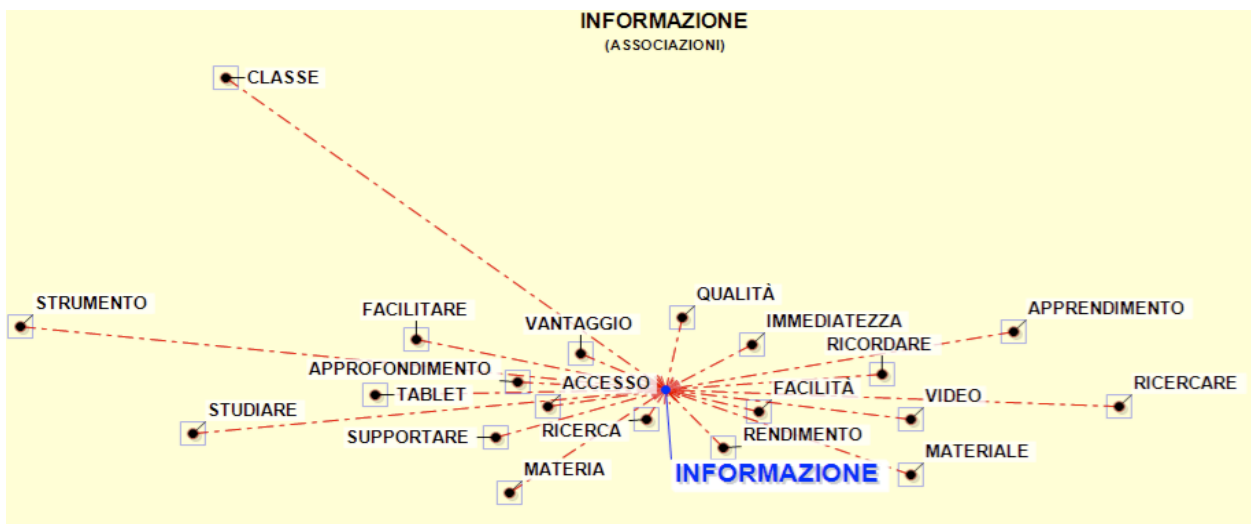 INFORMAZIONE
(ASSOCIAZIONI)
CLASSE
STRUMENTO
QUALITÀ
APPRENDIMENTO
FACILITARE
VANTAGGIO
IMMEDIATEZZA
RICORDARE
APPROFONDIMENTO
ACCESSO
TABLET
FACILITÀ
VIDEO
RICERCARE
STUDIARE
SUPPORTARE
RICERCA
RENDIMENTO
MATERIALE
MATERIA
INFORMAZIONE